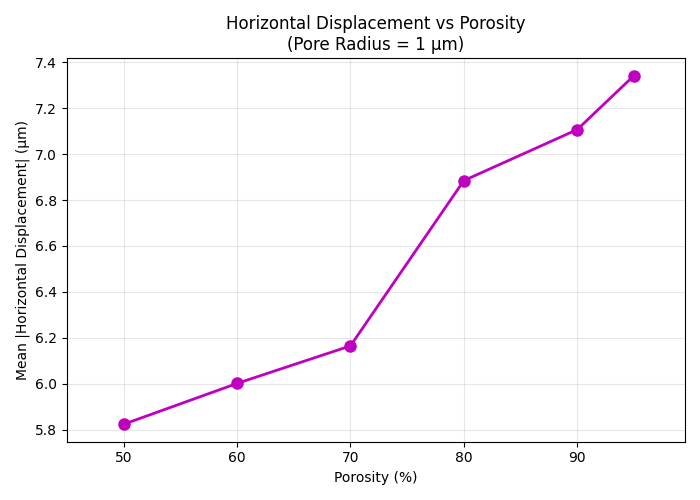 Horizontal Displacement vs Porosity
(Pore Radius = 1 μm)
Mean |Horizontal Displacement| (μm)
7.4
7.2
7.0
6.8
6.6
6.4
6.2
6.0
5.8
50 60 70 80 90
Porosity (%)